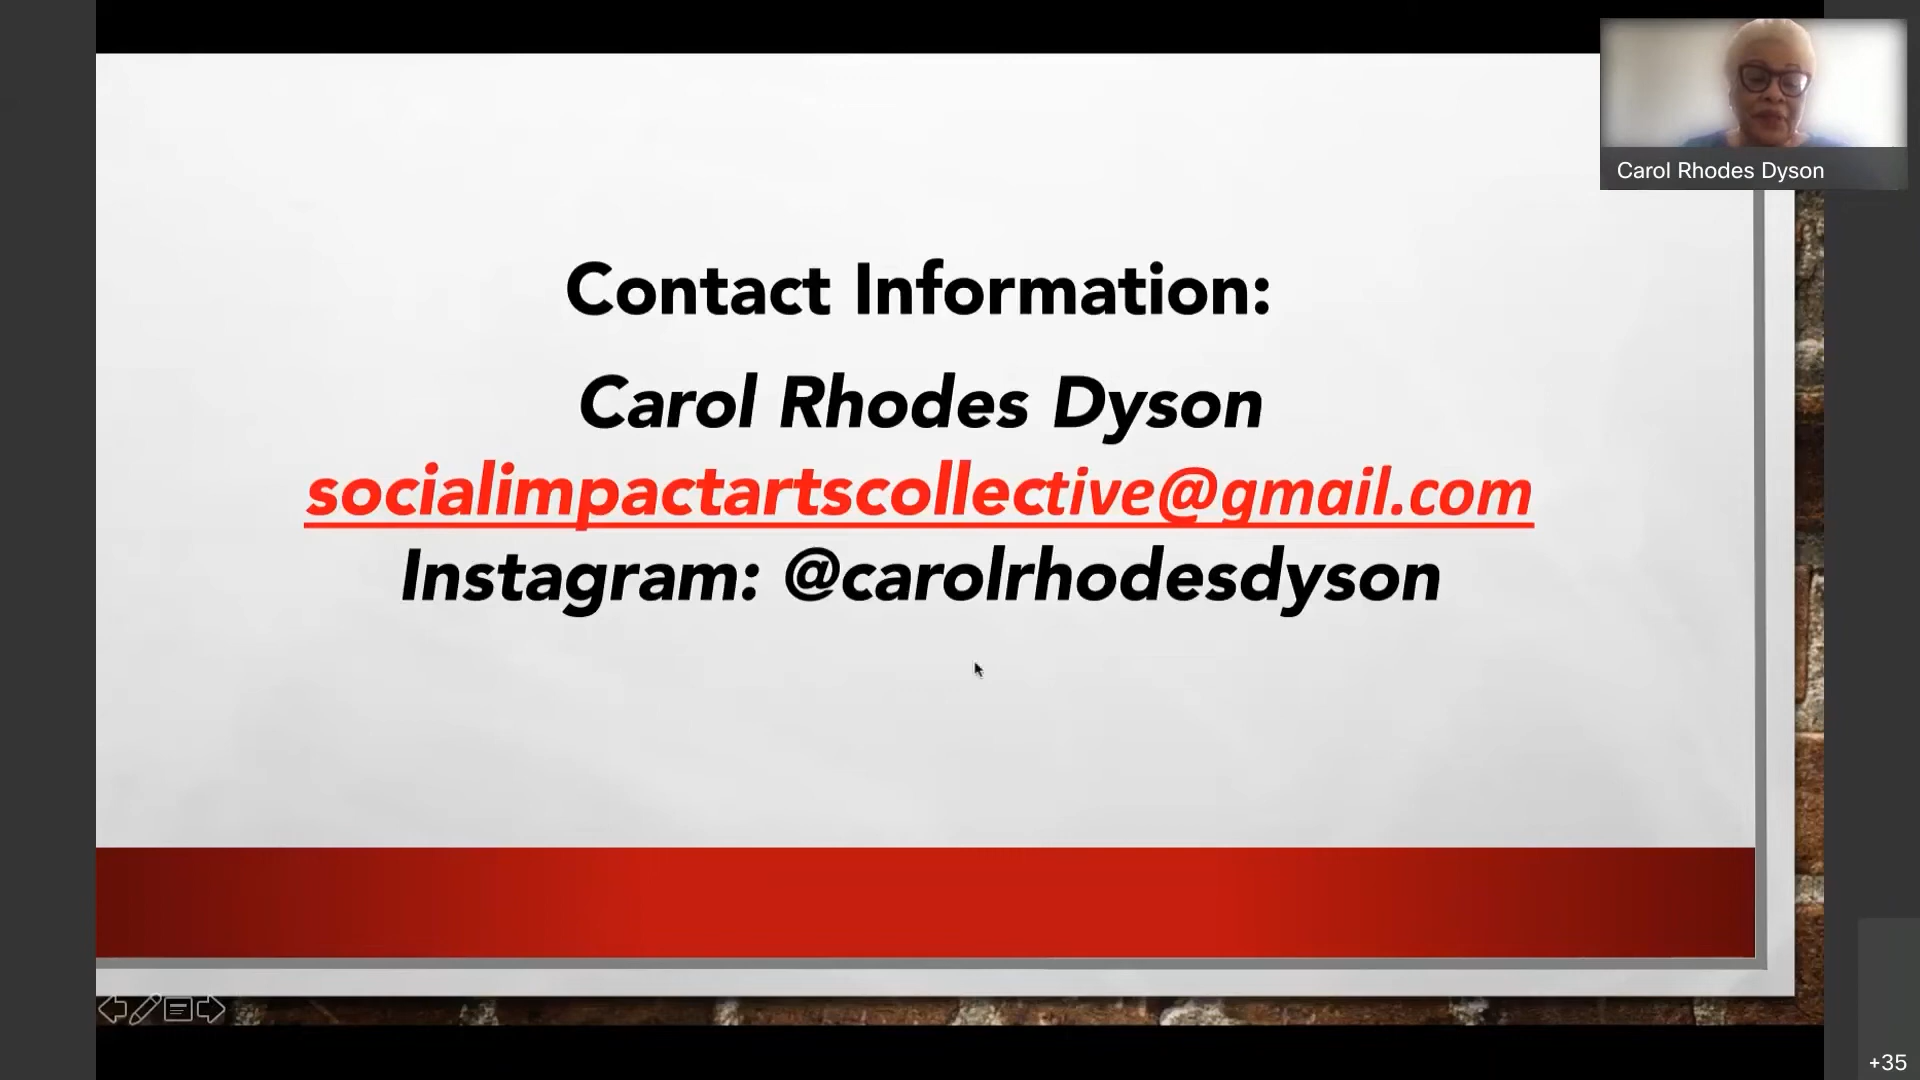 Carol Rhodes Dyson
Contact Information:
Carol Rhodes Dyson
socialimpactartscollective@gmail.com
Instagram: @carolrhodesdyson
+35